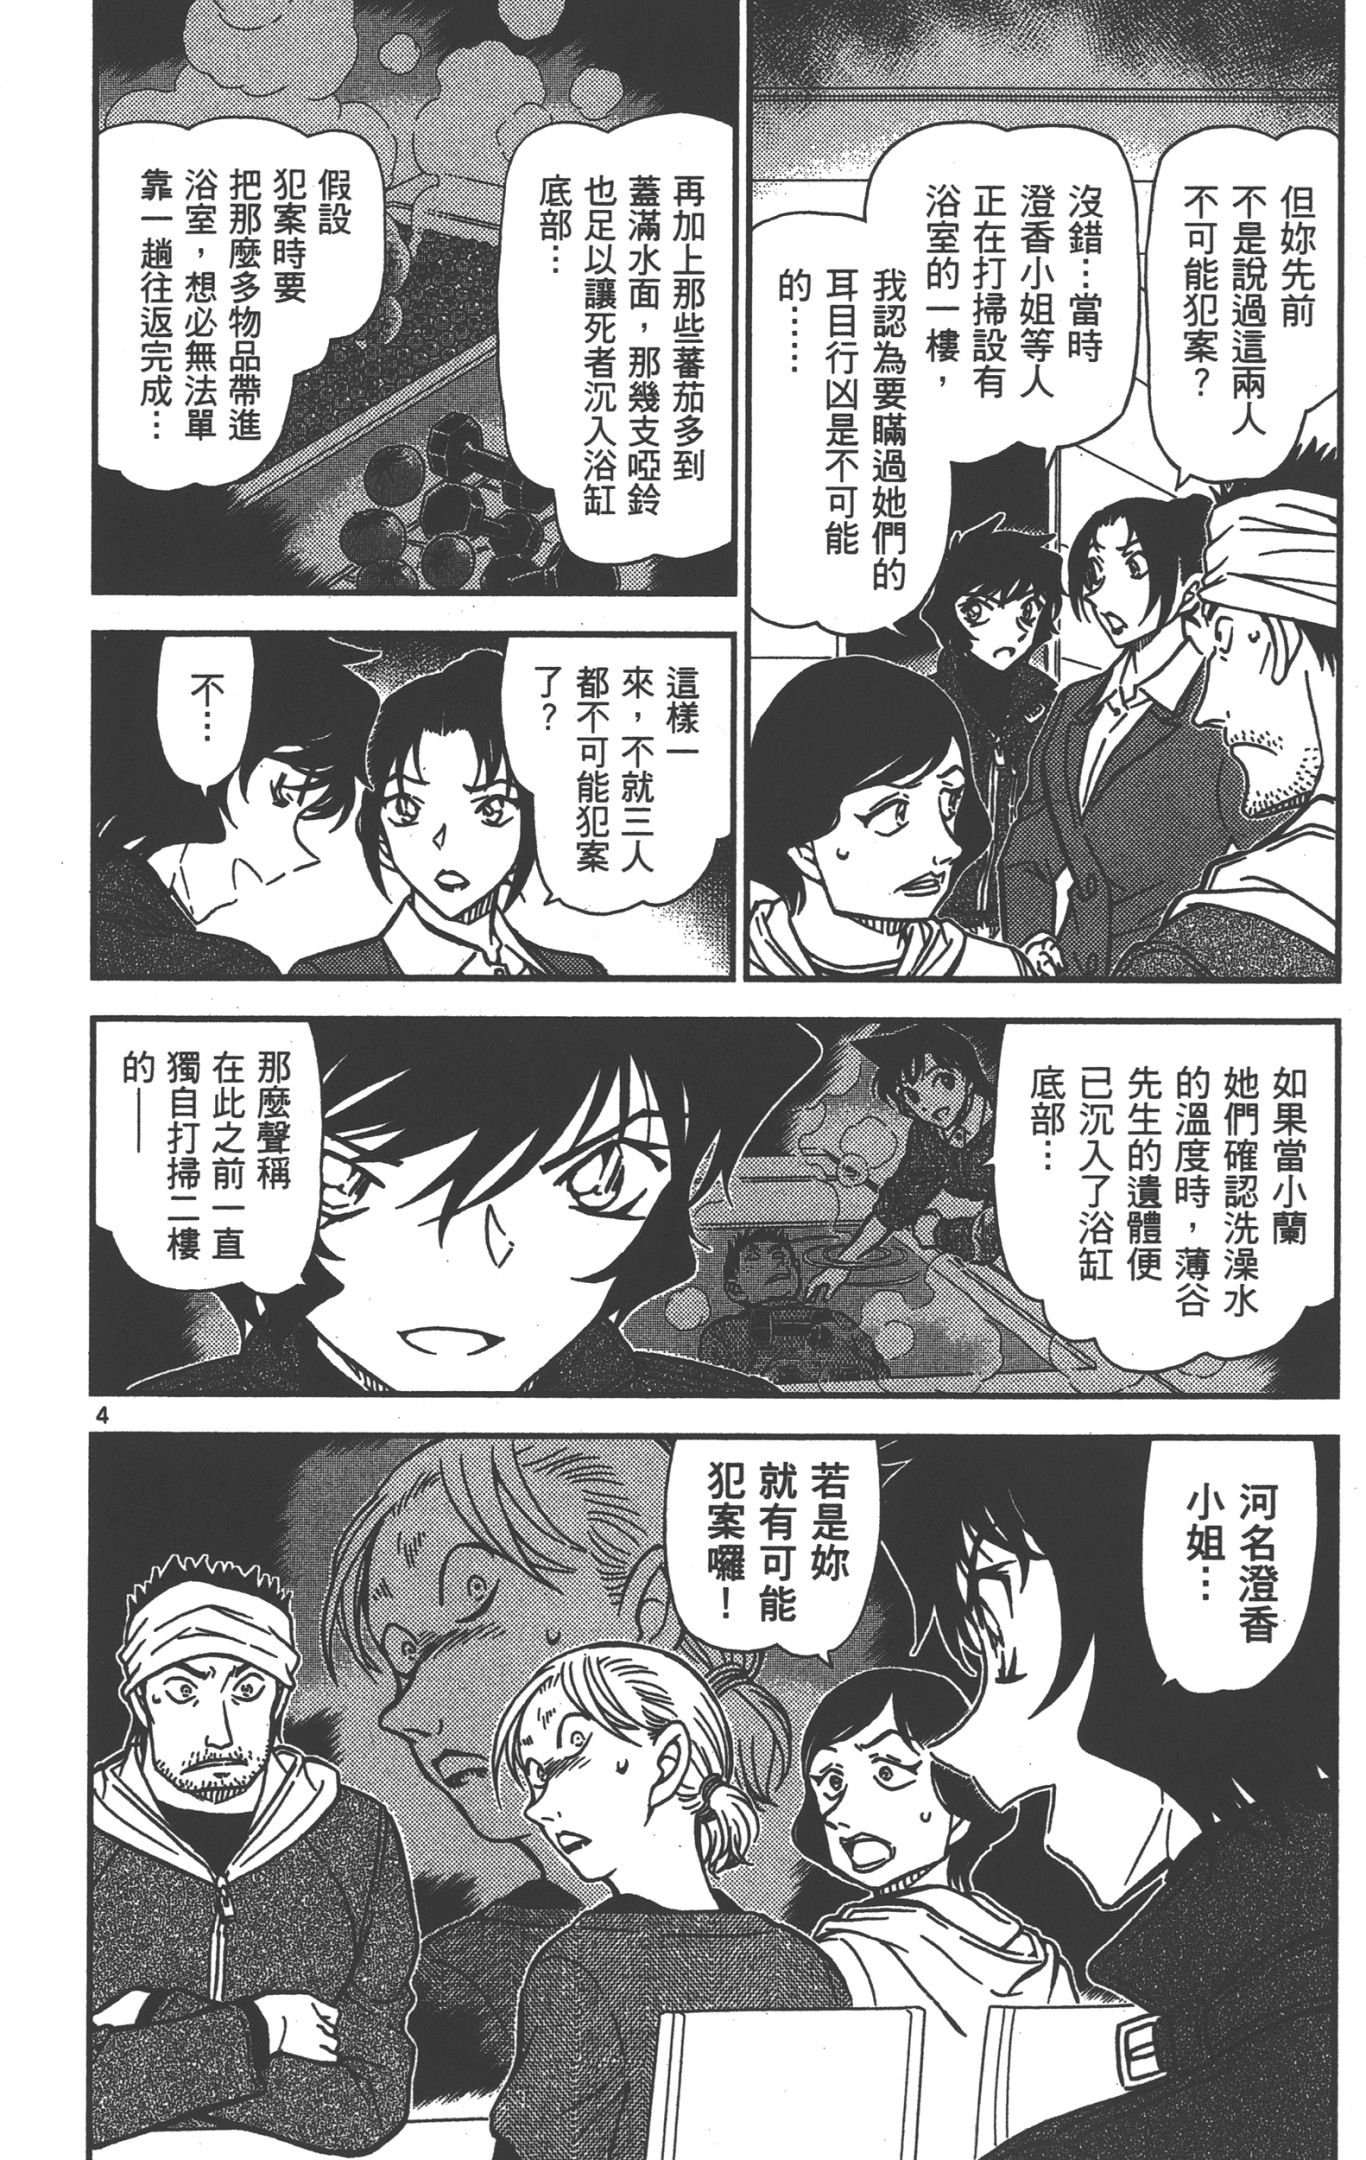 但妳先前
不是說過這兩人
不可能犯案？
沒錯…當時
澄香小姐等人
正在打掃設有
浴室的一樓，
我認為要瞞過她們的
耳目行凶是不可能
的……
再加上那些蕃茄多到
蓋滿水面，那幾支啞鈴
也足以讓死者沉入浴缸
底部…
假設
犯案時要
把那麼多物品帶進
浴室，想必無法單
靠一趟往返完成…
這樣一
來，不就三人
都不可能犯案
了？
不…
如果當小蘭
她們確認洗澡水
的溫度時，薄谷
先生的遺體便
已沉入了浴缸
底部…
那麼聲稱
在此之前一直
獨自打掃二樓
的——
河名澄香
小姐…
若是妳
就有可能
犯案囉！
4